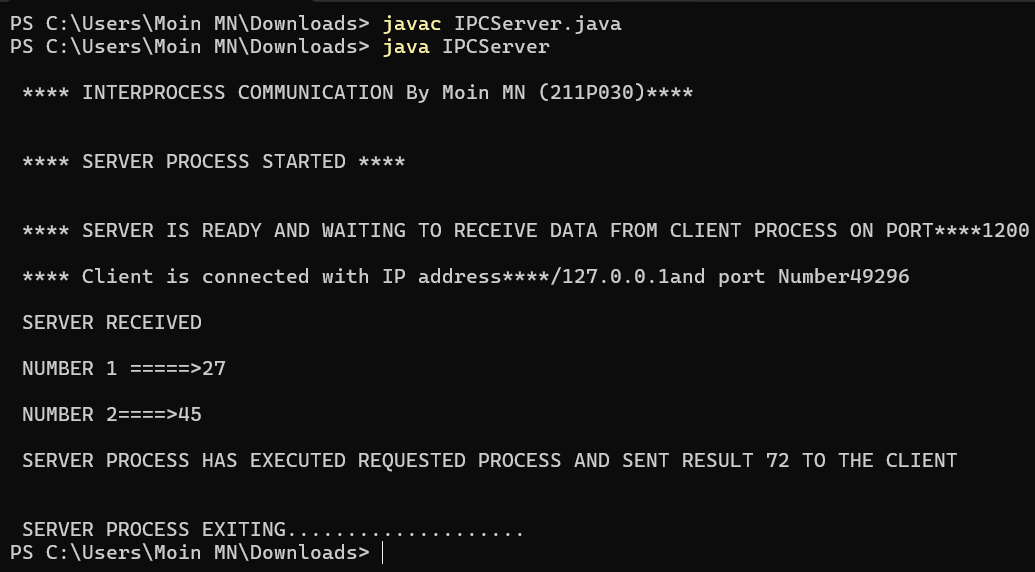 PS C:\Users\Moin MN\Downloads> javac IPCServer.java
PS C:\Users\Moin MN\Downloads> java IPCServer
**** INTERPROCESS COMMUNICATION By Moin MN (211P030)****
**** SERVER PROCESS STARTED ****
**** SERVER IS READY AND WAITING TO RECEIVE DATA FROM CLIENT PROCESS ON PORT****1200
**** Client is connected with IP address****/127.0.0.1and port Number49296
SERVER RECEIVED
NUMBER 1 =====>27
NUMBER 2====>45
SERVER PROCESS HAS EXECUTED REQUESTED PROCESS AND SENT RESULT 72 TO THE CLIENT
SERVER PROCESS EXITING....................
PS C:\Users\Moin MN\Downloads>